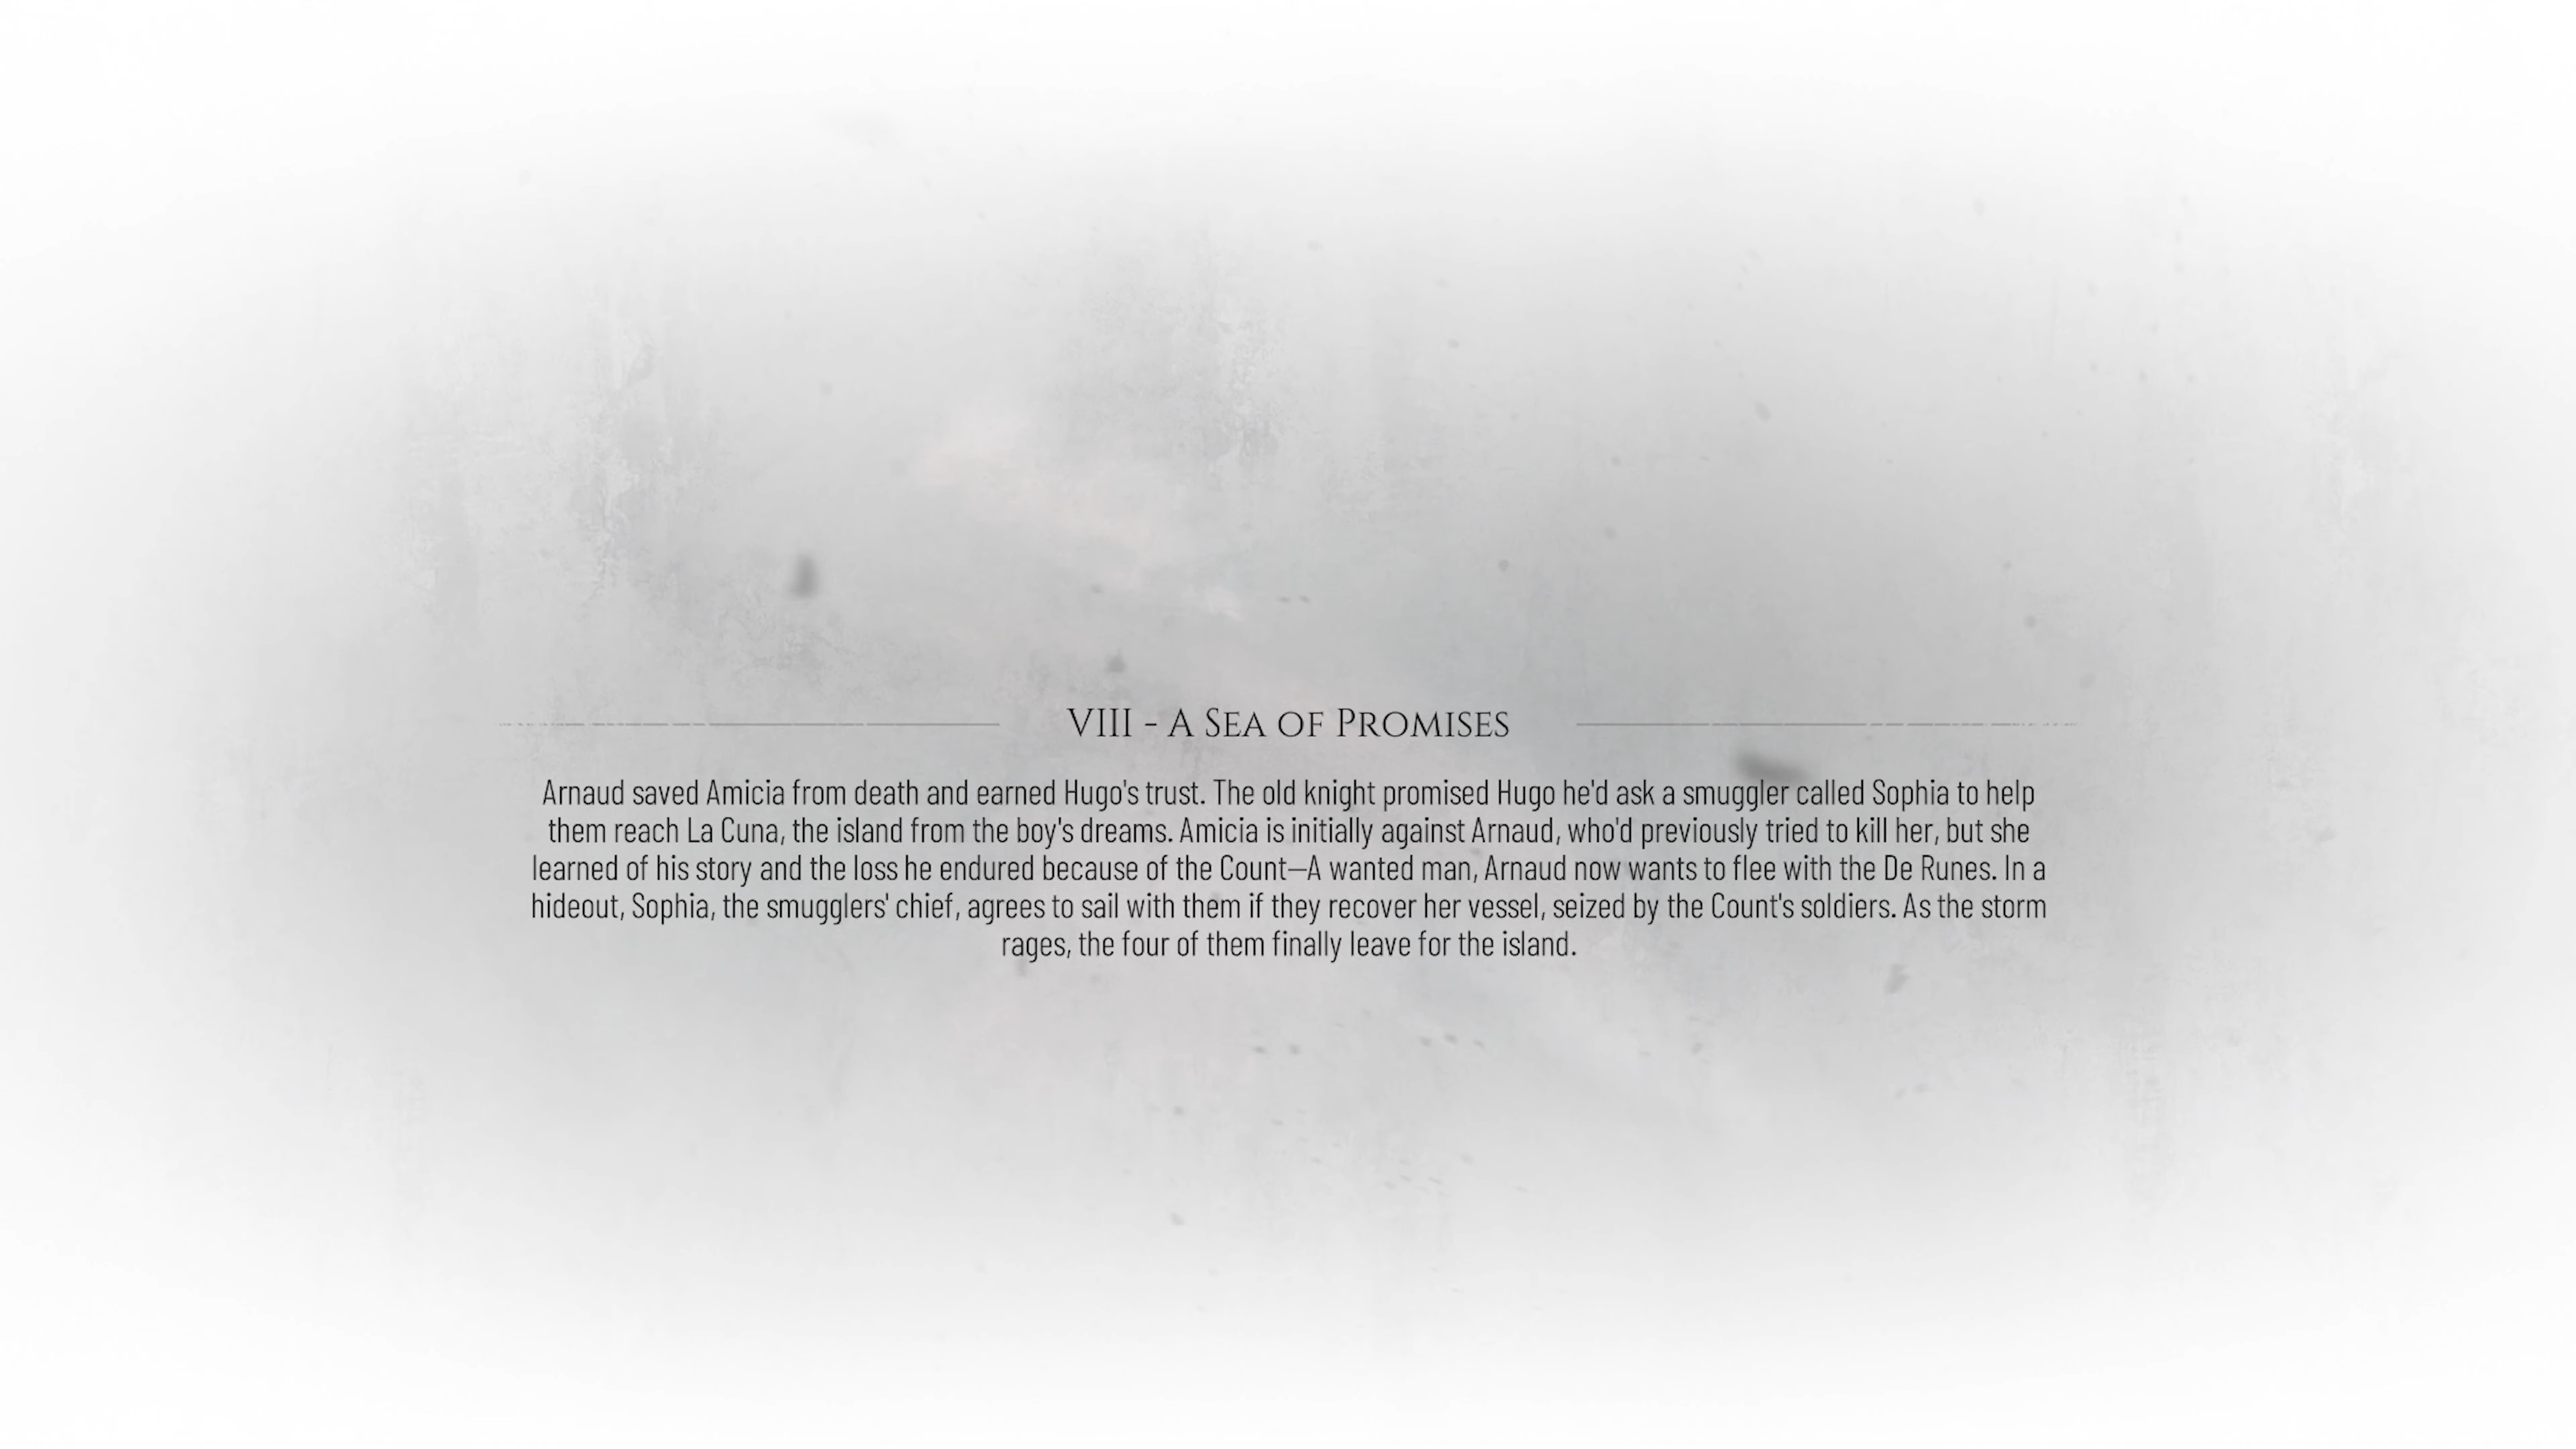 VIII - A Sea of Promises
Arnaud saved Amicia from death and earned Hugo's trust. The old knight promised Hugo he'd ask a smuggler called Sophia to help
them reach La Cuna, the island from the boy's dreams. Amicia is initially against Arnaud, who'd previously tried to kill her, but she
learned of his story and the loss he endured because of the Count—A wanted man, Arnaud now wants to flee with the De Runes. In a
hideout, Sophia, the smugglers' chief, agrees to sail with them if they recover her vessel, seized by the Count's soldiers. As the storm
rages, the four of them finally leave for the island.